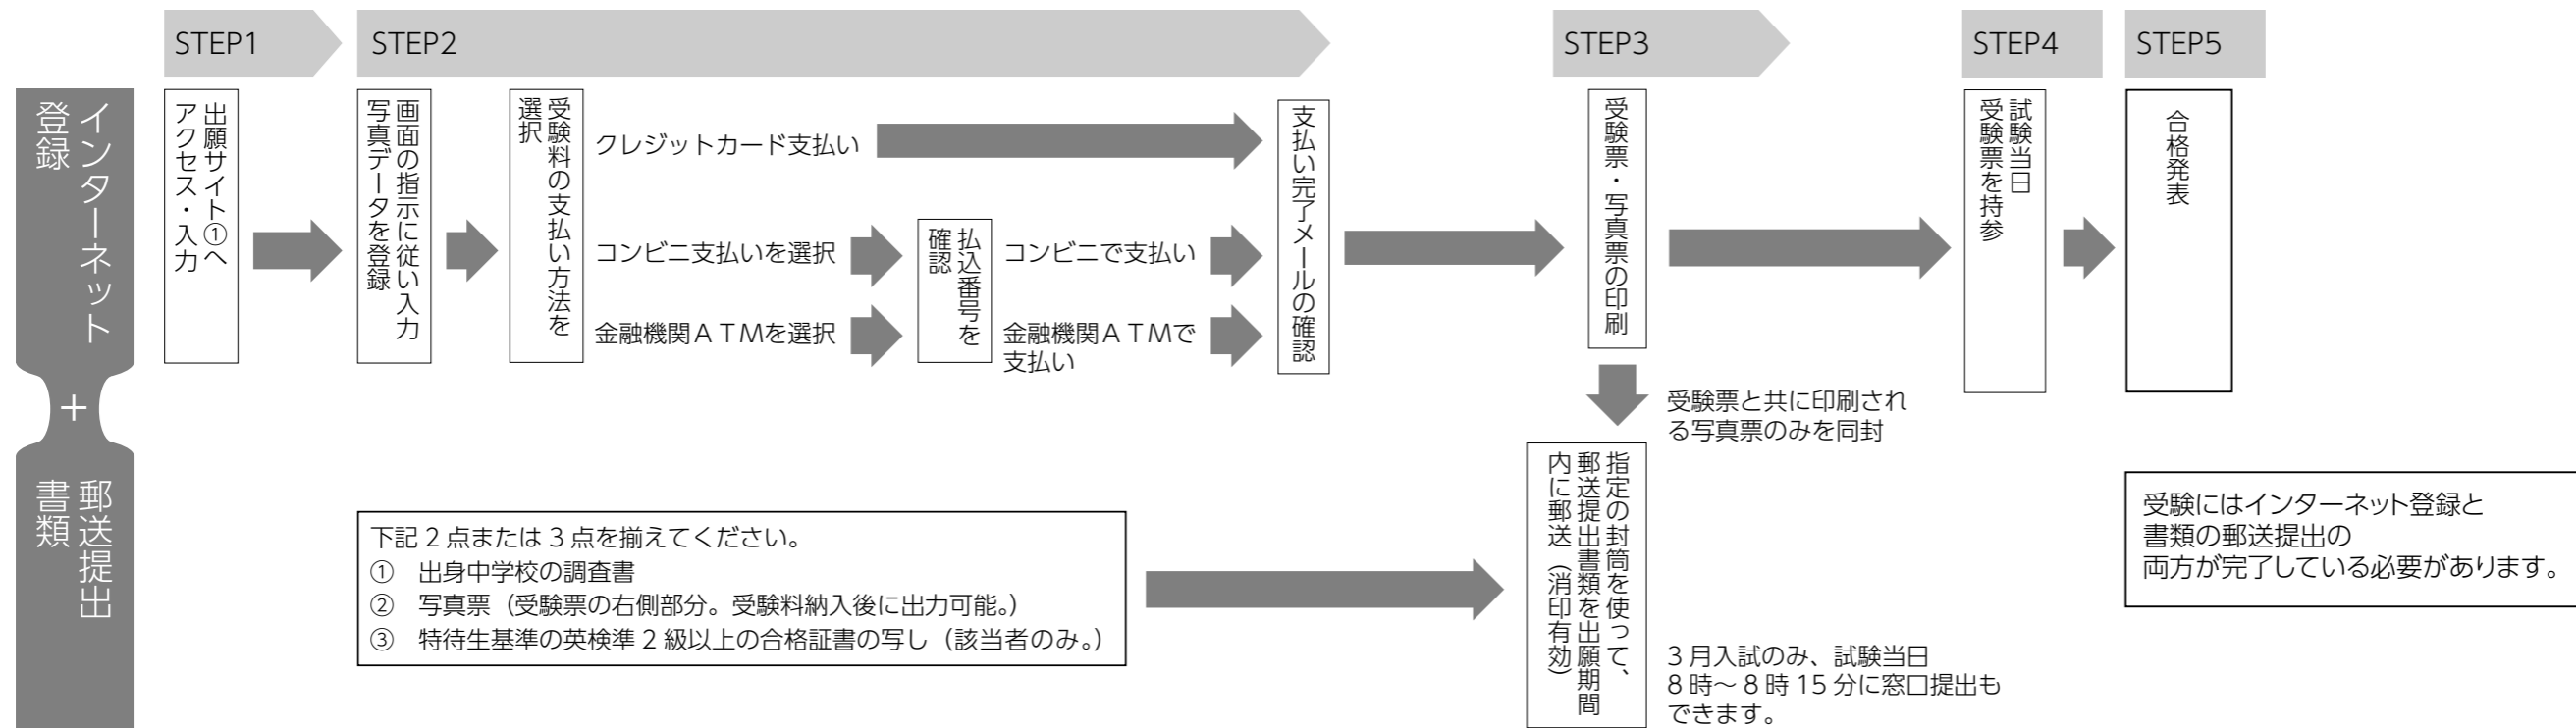 STEP1
STEP2
STEP3
STEP4
STEP5
インターネット
登録
+
郵送提出
書類
出願サイト①へ
アクセス・入力
画面の指示に従い入力
写真データを登録
受験料の支払い方法を
選択
クレジットカード支払い
コンビニ支払いを選択
金融機関ＡＴＭを選択
払込番号を
確認
コンビニで支払い
金融機関ＡＴＭで
支払い
支払い完了メールの確認
受験票・写真票の印刷
試験当日
受験票を持参
合格発表
受験票と共に印刷され
る写真票のみを同封
下記 2 点または 3 点を揃えてください。
① 出身中学校の調査書
② 写真票（受験票の右側部分。受験料納入後に出力可能。）
③ 特待生基準の英検準 2 級以上の合格証書の写し（該当者のみ。）
指定の封筒を使って、
郵送提出書類を出願期間
内に郵送（消印有効）
3 月入試のみ、試験当日
8 時～ 8 時 15 分に窓口提出も
できます。
受験にはインターネット登録と
書類の郵送提出の
両方が完了している必要があります。